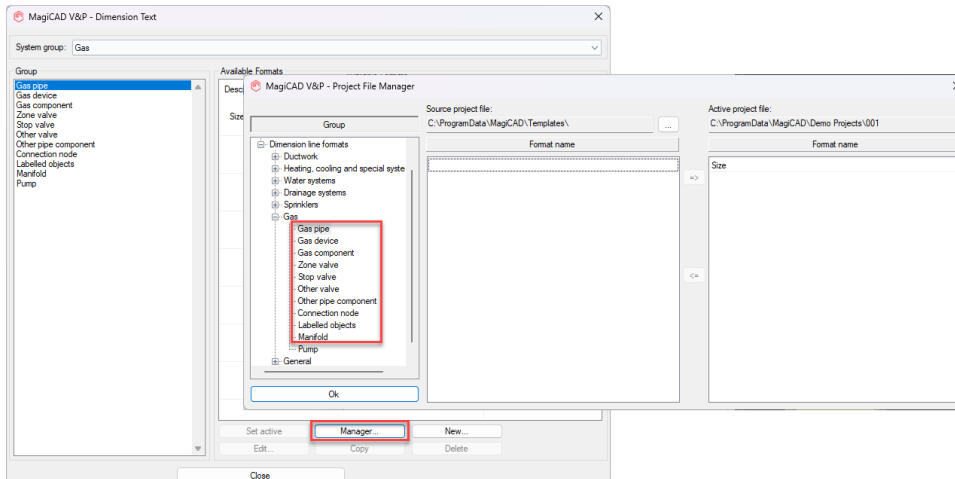 MagiCAD V&P - Dimension Text
System group: Gas
Group
Gas pipe
Gas device
Gas component
Zone valve
Stop valve
Other valve
Other pipe component
Connection node
Labelled objects
Manifold
Pump
Available Formats
Desc
Size
MagiCAD V&P - Project File Manager
Group
Dimension line formats
Ductwork
Heating, cooling and special syste
Water systems
Drainage systems
Sprinklers
Gas
Gas pipe
Gas device
Gas component
Zone valve
Stop valve
Other valve
Other pipe component
Connection node
Labelled objects
Manifold
Pump
General
Ok
Source project file:
C:\ProgramData\MagiCAD\Templates\
...
Format name
=>
<=
Active project file:
C:\ProgramData\MagiCAD\Demo Projects\001
Format name
Size
Set active
Manager...
New...
Edit...
Copy
Delete
Close